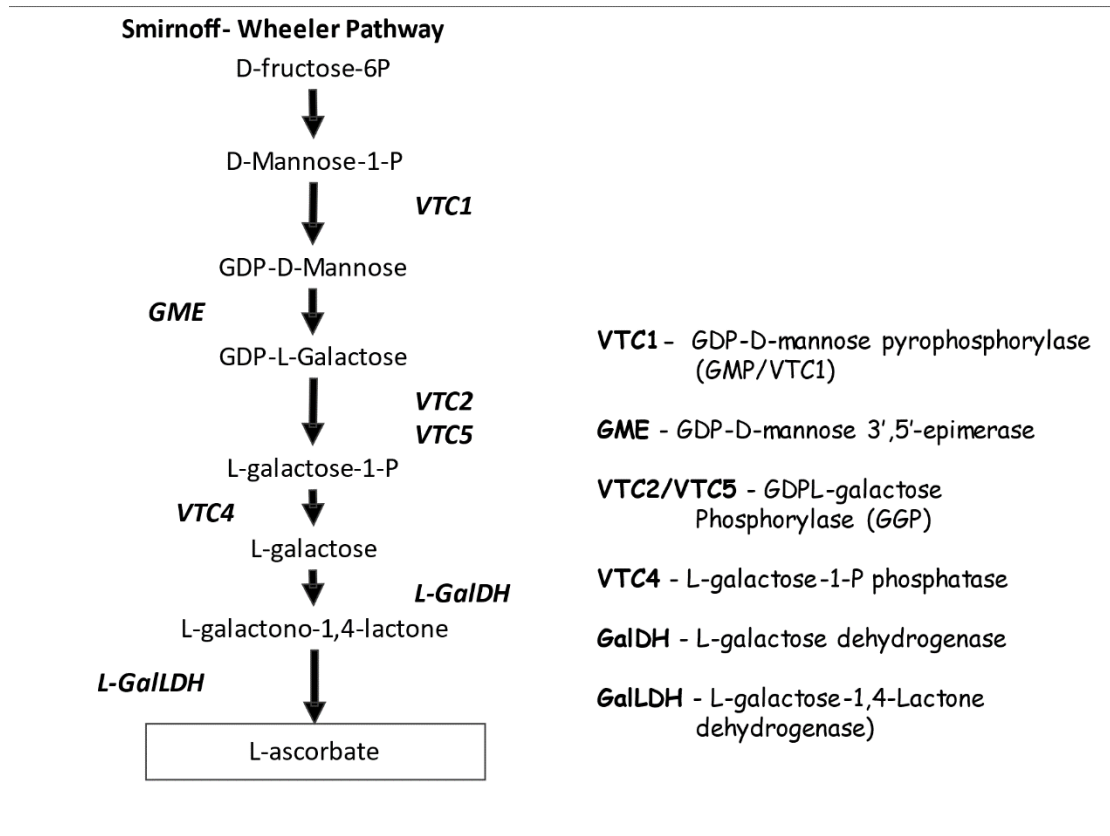 Smirnoff- Wheeler Pathway
D-fructose-6P
D-Mannose-1-P
VTC1
GDP-D-Mannose
GME
GDP-L-Galactose
VTC2
VTC5
L-galactose-1-P
VTC4
L-galactose
L-GalDH
L-galactono-1,4-lactone
L-GalLDH
L-ascorbate
VTC1 - GDP-D-mannose pyrophosphorylase
(GMP/VTC1)
GME - GDP-D-mannose 3',5'-epimerase
VTC2/VTC5 - GDPL-galactose
Phosphorylase (GGP)
VTC4 - L-galactose-1-P phosphatase
GalDH - L-galactose dehydrogenase
GalLDH - L-galactose-1,4-Lactone
dehydrogenase)